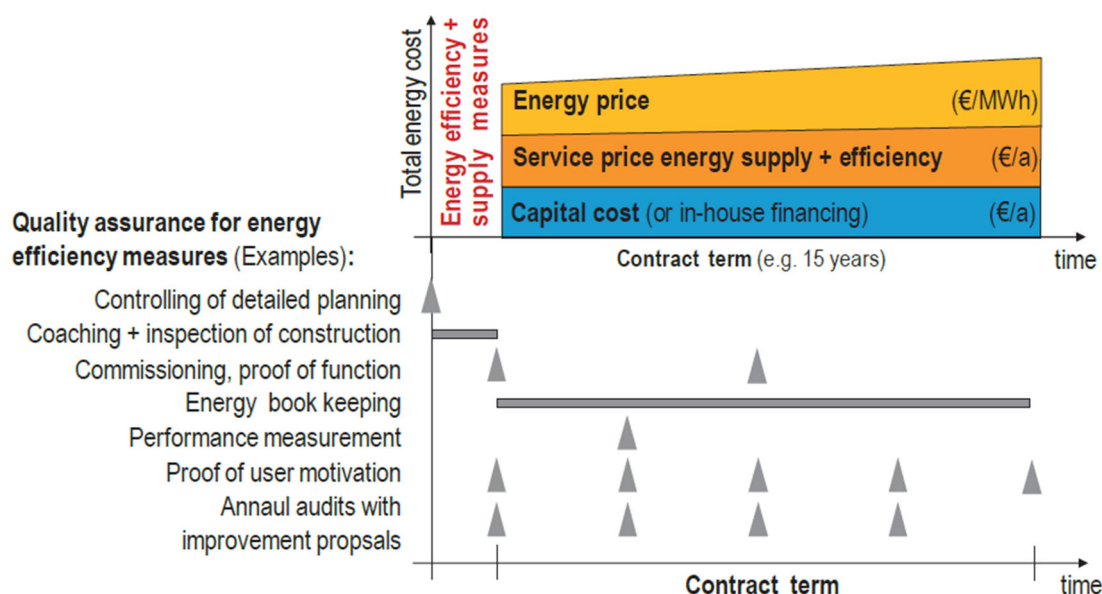 Total energy cost
Energy efficiency +
supply measures
Energy price (€/MWh)
Service price energy supply + efficiency (€/a)
Capital cost (or in-house financing) (€/a)
Contract term (e.g. 15 years)
time
Quality assurance for energy
efficiency measures (Examples):
Controlling of detailed planning
Coaching + inspection of construction
Commissioning, proof of function
Energy book keeping
Performance measurement
Proof of user motivation
Annaul audits with
improvement propsals
Contract term
time